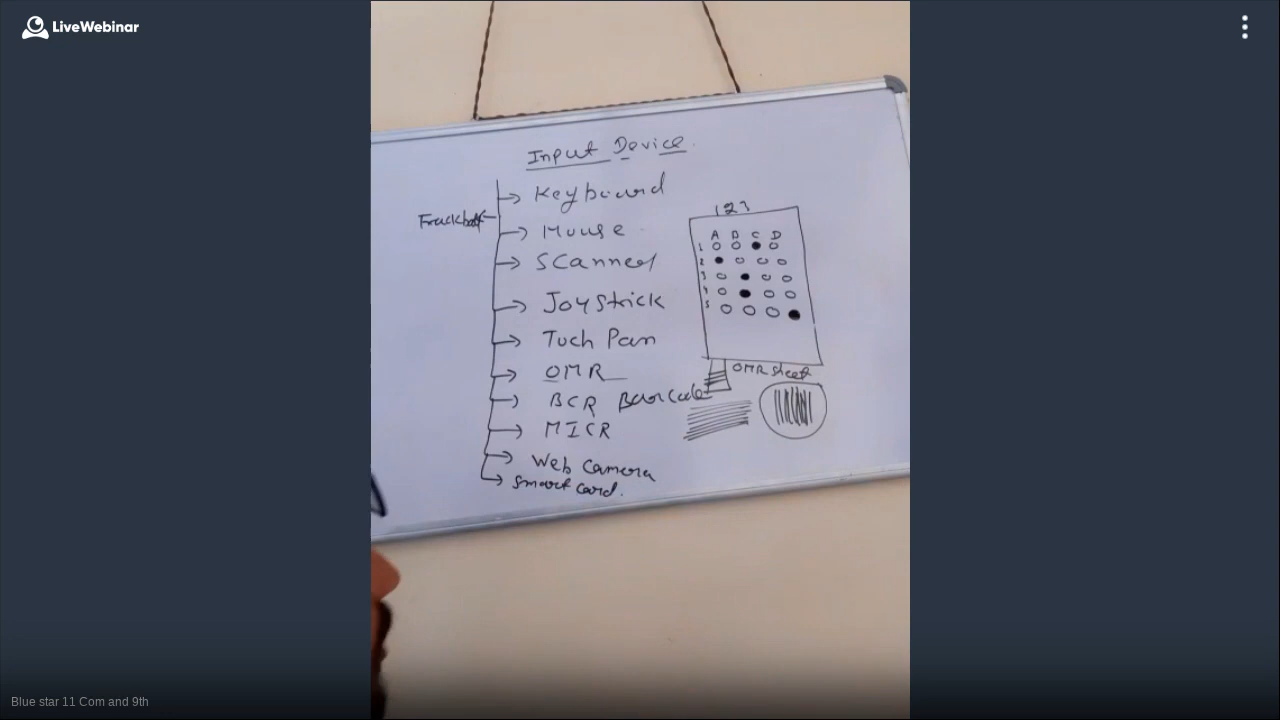 LiveWebinar
Input Device
Keyboard
Trackball
Mouse
Scanner
Joystrick
Tuch Pan
OMR
BCR Barcode
MICR
Web Camera
Smart Card.
123
A B C D
1
2
3
4
5
OMR sheet
Blue star 11 Com and 9th